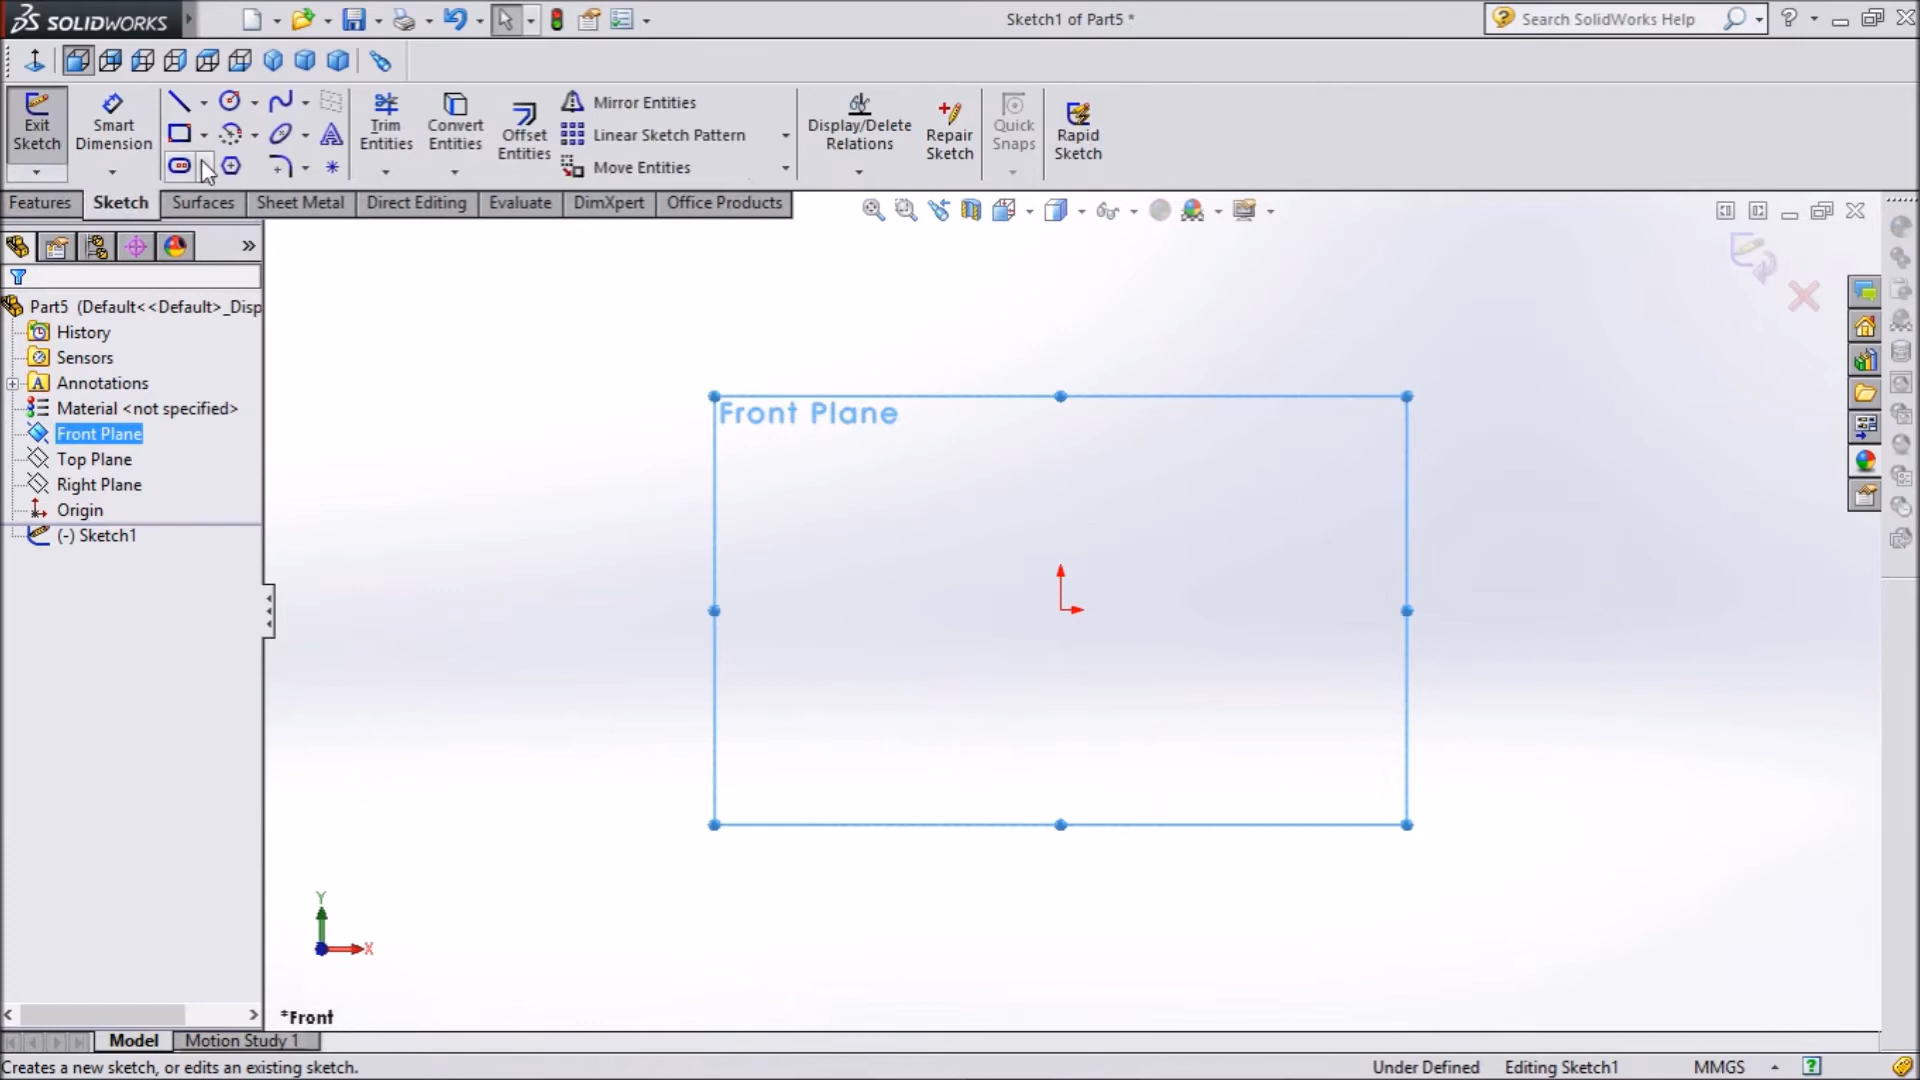 SOLIDWORKS
Sketch1 of Part5 *
Search SolidWorks Help
Exit Sketch
Smart Dimension
Trim Entities
Convert Entities
Offset Entities
Mirror Entities
Linear Sketch Pattern
Move Entities
Display/Delete Relations
Repair Sketch
Quick Snaps
Rapid Sketch
Features
Sketch
Surfaces
Sheet Metal
Direct Editing
Evaluate
DimXpert
Office Products
Part5 (Default<<Default>_Disp
History
Sensors
Annotations
Material <not specified>
Front Plane
Top Plane
Right Plane
Origin
(-) Sketch1
Front Plane
Y
X
*Front
Model
Motion Study 1
Creates a new sketch, or edits an existing sketch.
Under Defined
Editing Sketch1
MMGS